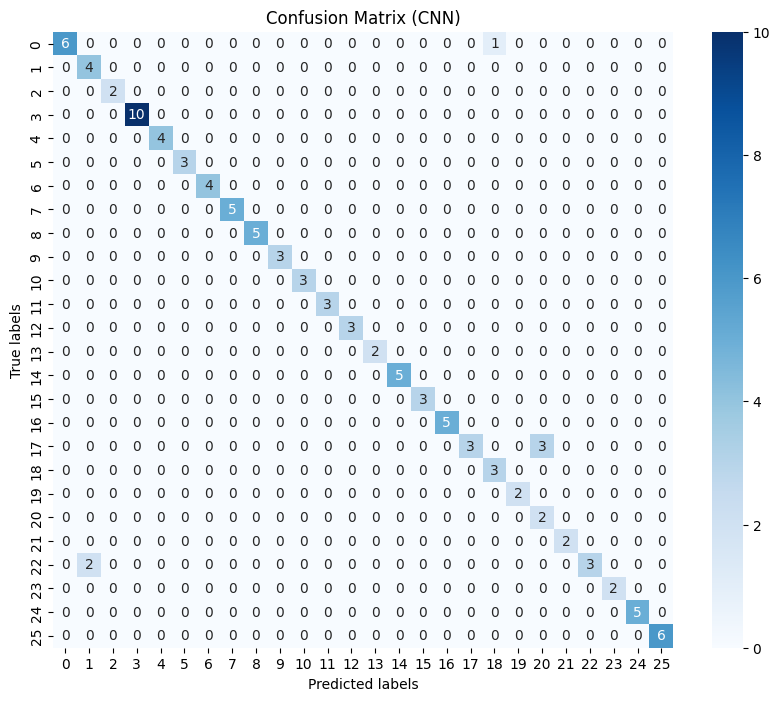 Confusion Matrix (CNN)
True labels
0 6 0 0 0 0 0 0 0 0 0 0 0 0 0 0 0 0 0 1 0 0 0 0 0 0 0
1 0 4 0 0 0 0 0 0 0 0 0 0 0 0 0 0 0 0 0 0 0 0 0 0 0 0
2 0 0 2 0 0 0 0 0 0 0 0 0 0 0 0 0 0 0 0 0 0 0 0 0 0 0
3 0 0 0 10 0 0 0 0 0 0 0 0 0 0 0 0 0 0 0 0 0 0 0 0 0 0
4 0 0 0 0 4 0 0 0 0 0 0 0 0 0 0 0 0 0 0 0 0 0 0 0 0 0
5 0 0 0 0 0 3 0 0 0 0 0 0 0 0 0 0 0 0 0 0 0 0 0 0 0 0
6 0 0 0 0 0 0 4 0 0 0 0 0 0 0 0 0 0 0 0 0 0 0 0 0 0 0
7 0 0 0 0 0 0 0 5 0 0 0 0 0 0 0 0 0 0 0 0 0 0 0 0 0 0
8 0 0 0 0 0 0 0 0 5 0 0 0 0 0 0 0 0 0 0 0 0 0 0 0 0 0
9 0 0 0 0 0 0 0 0 0 3 0 0 0 0 0 0 0 0 0 0 0 0 0 0 0 0
10 0 0 0 0 0 0 0 0 0 0 3 0 0 0 0 0 0 0 0 0 0 0 0 0 0 0
11 0 0 0 0 0 0 0 0 0 0 0 3 0 0 0 0 0 0 0 0 0 0 0 0 0 0
12 0 0 0 0 0 0 0 0 0 0 0 0 3 0 0 0 0 0 0 0 0 0 0 0 0 0
13 0 0 0 0 0 0 0 0 0 0 0 0 0 2 0 0 0 0 0 0 0 0 0 0 0 0
14 0 0 0 0 0 0 0 0 0 0 0 0 0 0 5 0 0 0 0 0 0 0 0 0 0 0
15 0 0 0 0 0 0 0 0 0 0 0 0 0 0 0 3 0 0 0 0 0 0 0 0 0 0
16 0 0 0 0 0 0 0 0 0 0 0 0 0 0 0 0 5 0 0 0 0 0 0 0 0 0
17 0 0 0 0 0 0 0 0 0 0 0 0 0 0 0 0 0 3 0 0 3 0 0 0 0 0
18 0 0 0 0 0 0 0 0 0 0 0 0 0 0 0 0 0 0 3 0 0 0 0 0 0 0
19 0 0 0 0 0 0 0 0 0 0 0 0 0 0 0 0 0 0 0 2 0 0 0 0 0 0
20 0 0 0 0 0 0 0 0 0 0 0 0 0 0 0 0 0 0 0 0 2 0 0 0 0 0
21 0 0 0 0 0 0 0 0 0 0 0 0 0 0 0 0 0 0 0 0 0 2 0 0 0 0
22 0 2 0 0 0 0 0 0 0 0 0 0 0 0 0 0 0 0 0 0 0 0 3 0 0 0
23 0 0 0 0 0 0 0 0 0 0 0 0 0 0 0 0 0 0 0 0 0 0 0 2 0 0
24 0 0 0 0 0 0 0 0 0 0 0 0 0 0 0 0 0 0 0 0 0 0 0 0 5 0
25 0 0 0 0 0 0 0 0 0 0 0 0 0 0 0 0 0 0 0 0 0 0 0 0 0 6
0 1 2 3 4 5 6 7 8 9 10 11 12 13 14 15 16 17 18 19 20 21 22 23 24 25
Predicted labels
10
8
6
4
2
0